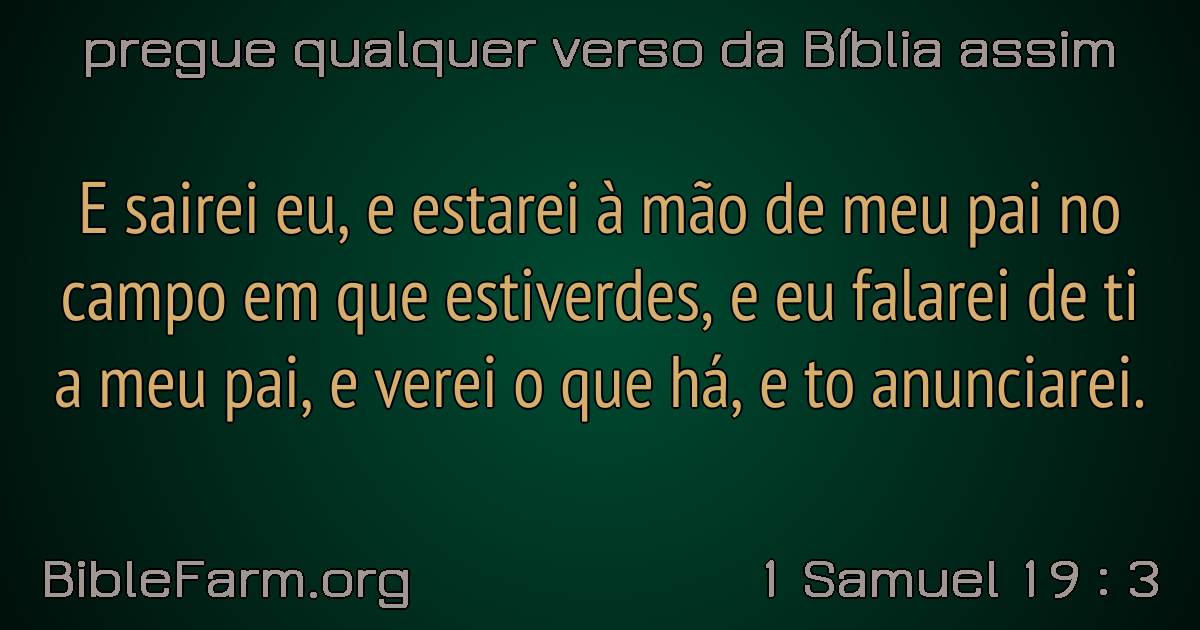 pregue qualquer verso da Bíblia assim
E sairei eu, e estarei à mão de meu pai no
campo em que estiverdes, e eu falarei de ti
a meu pai, e verei o que há, e to anunciarei.
BibleFarm.org
1 Samuel 19 : 3